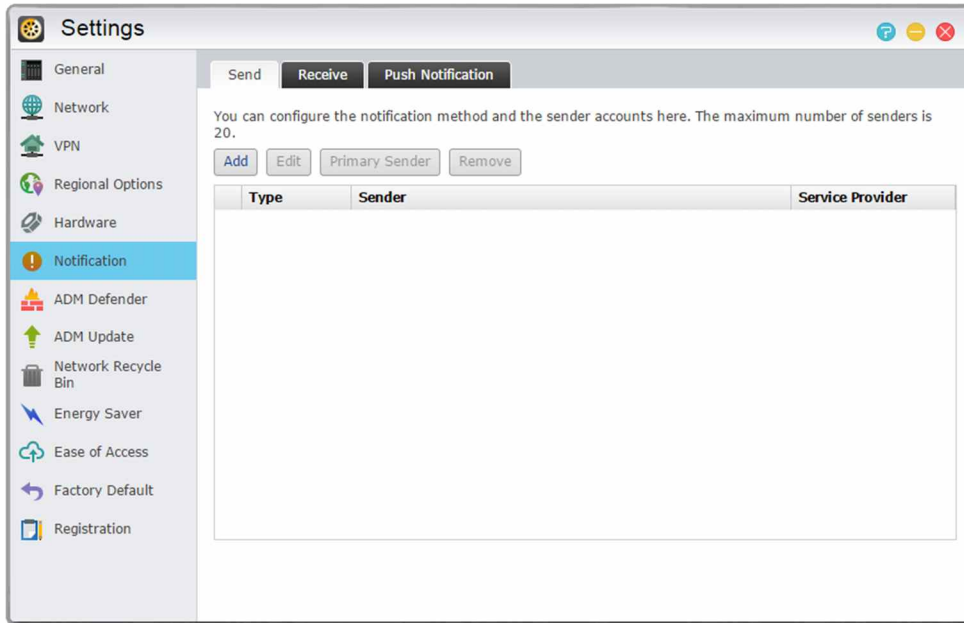 Settings
General
Network
VPN
Regional Options
Hardware
Notification
ADM Defender
ADM Update
Network Recycle
Bin
Energy Saver
Ease of Access
Factory Default
Registration
Send Receive Push Notification
You can configure the notification method and the sender accounts here. The maximum number of senders is
20.
Add Edit Primary Sender Remove
Type Sender Service Provider